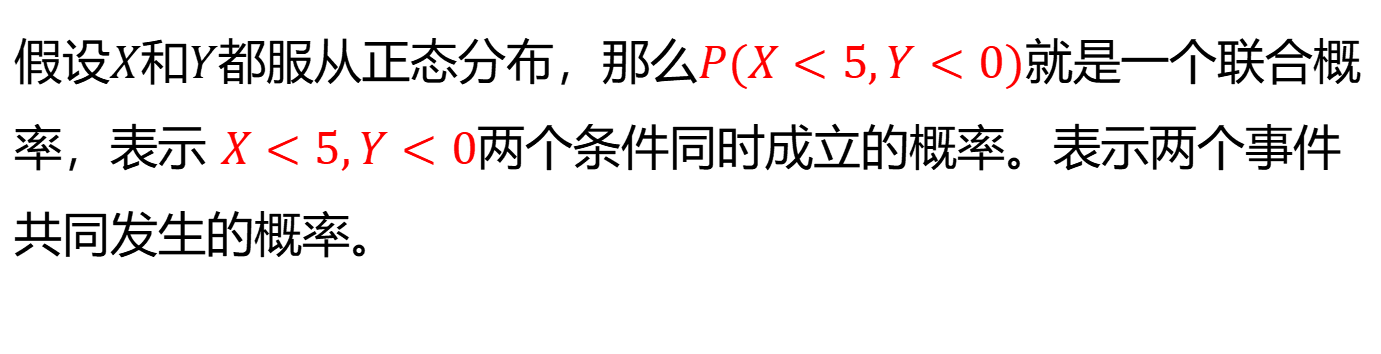 假设X和Y都服从正态分布，那么P(X < 5,Y < 0)就是一个联合概
率，表示 X < 5,Y < 0两个条件同时成立的概率。表示两个事件
共同发生的概率。